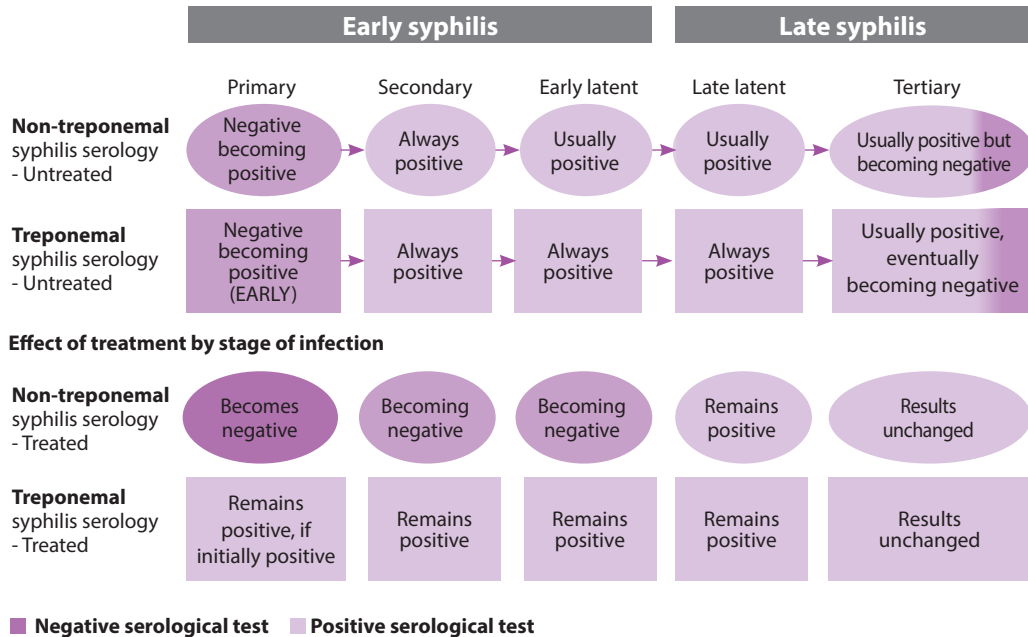 Early syphilis
Late syphilis
Primary
Secondary
Early latent
Late latent
Tertiary
Non-treponemal
syphilis serology
- Untreated
Negative
becoming
positive
Always
positive
Usually
positive
Usually
positive
Usually positive but
becoming negative
Treponemal
syphilis serology
- Untreated
Negative
becoming
positive
(EARLY)
Always
positive
Always
positive
Always
positive
Usually positive,
eventually
becoming negative
Effect of treatment by stage of infection
Non-treponemal
syphilis serology
- Treated
Becomes
negative
Becoming
negative
Becoming
negative
Remains
positive
Results
unchanged
Treponemal
syphilis serology
- Treated
Remains
positive, if
initially positive
Remains
positive
Remains
positive
Remains
positive
Results
unchanged
Negative serological test
Positive serological test